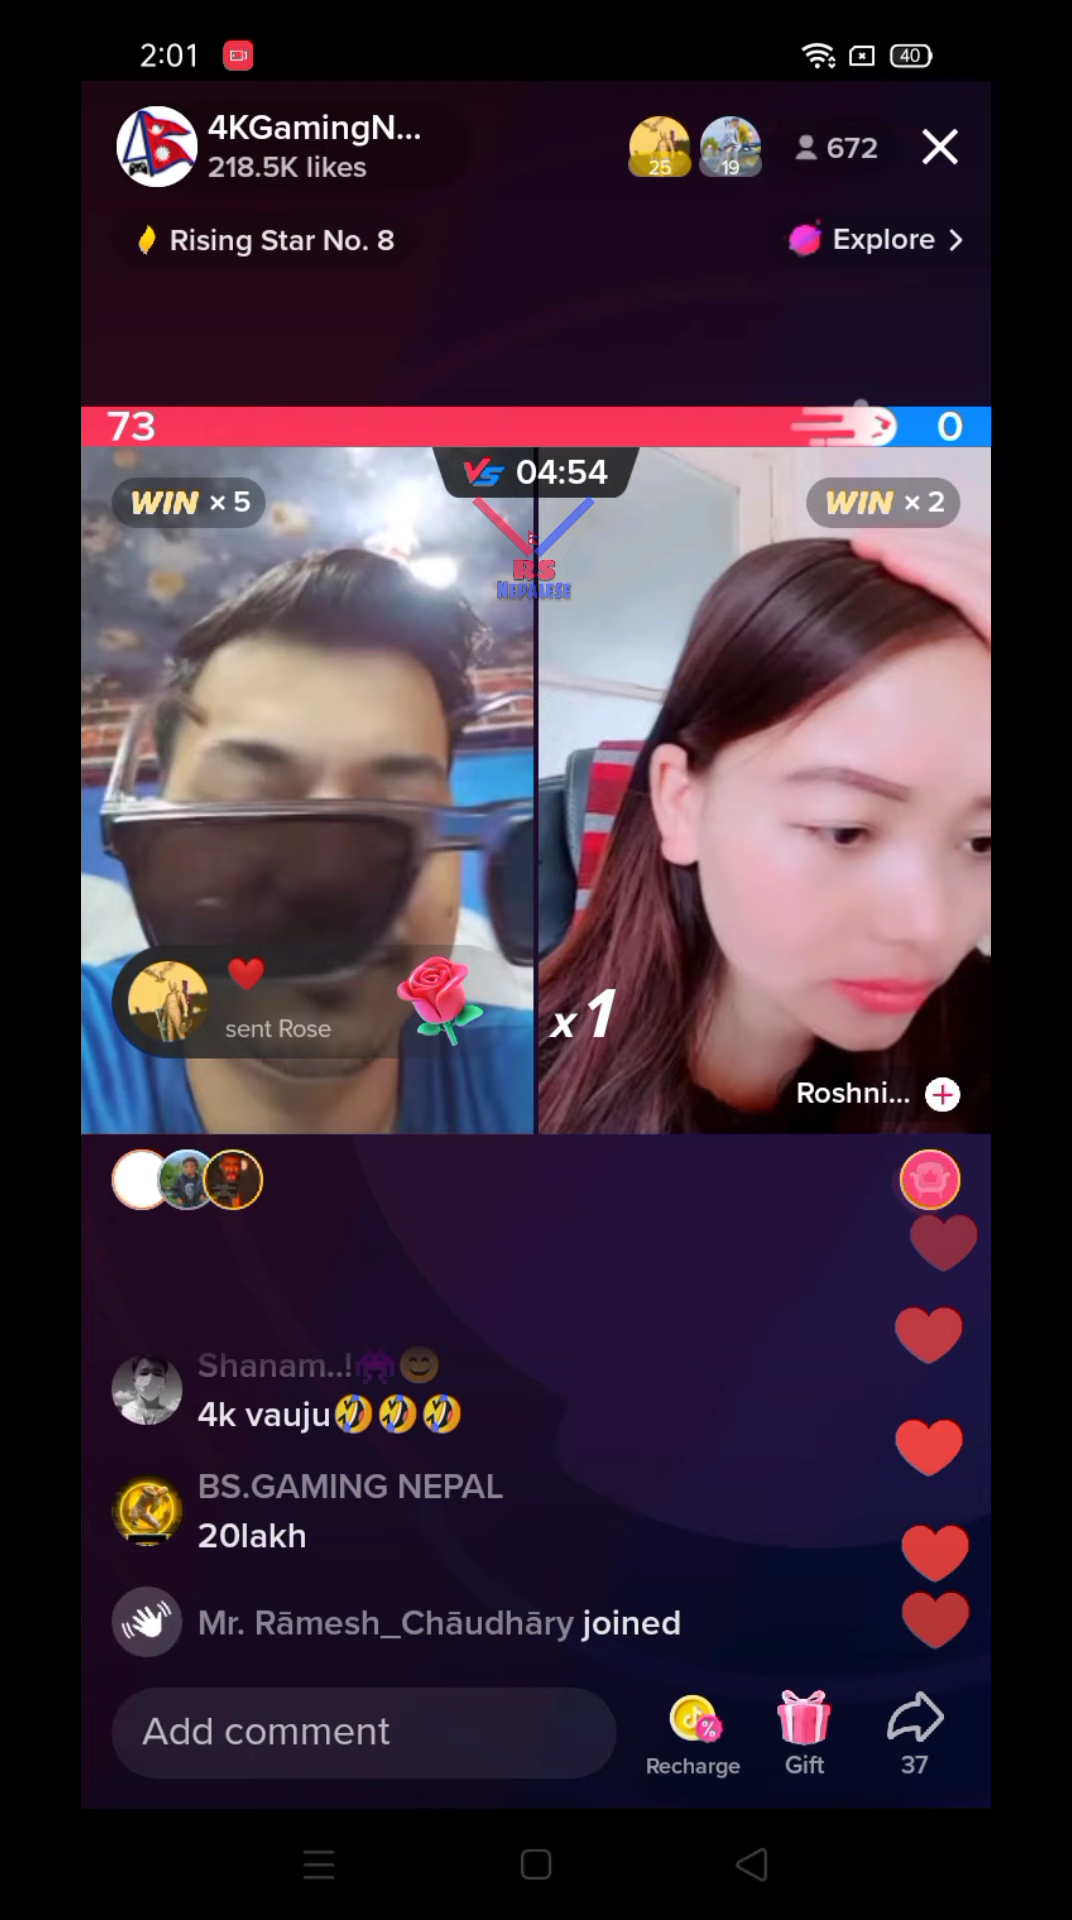 2:01
40
4KGamingN...
218.5K likes
25
19
672
Rising Star No. 8
Explore
73
0
VS 04:54
WIN × 5
WIN × 2
RS
NEPALESE
sent Rose
x1
Roshni...
Shanam..!👾😊
4k vauju🤣🤣🤣
BS.GAMING NEPAL
20lakh
Mr. Rāmesh_Chāudhāry joined
Add comment
Recharge
Gift
37